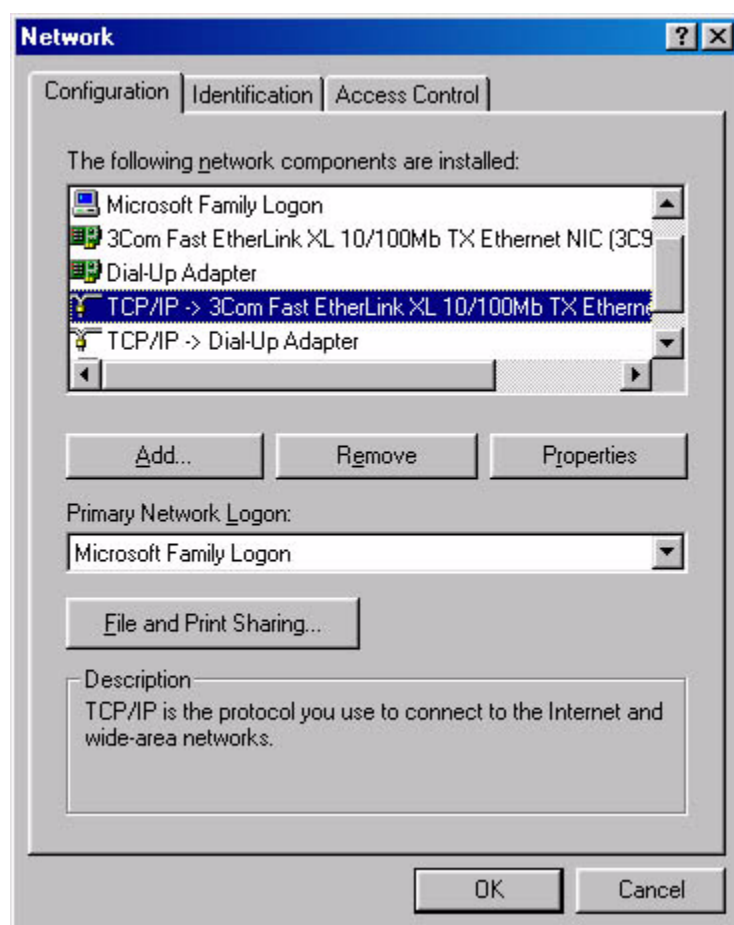 Network
Configuration Identification Access Control
The following network components are installed:
Microsoft Family Logon
3Com Fast EtherLink XL 10/100Mb TX Ethernet NIC (3C9
Dial-Up Adapter
TCP/IP -> 3Com Fast EtherLink XL 10/100Mb TX Etherne
TCP/IP -> Dial-Up Adapter
Add... Remove Properties
Primary Network Logon:
Microsoft Family Logon
File and Print Sharing...
Description
TCP/IP is the protocol you use to connect to the Internet and
wide-area networks.
OK Cancel